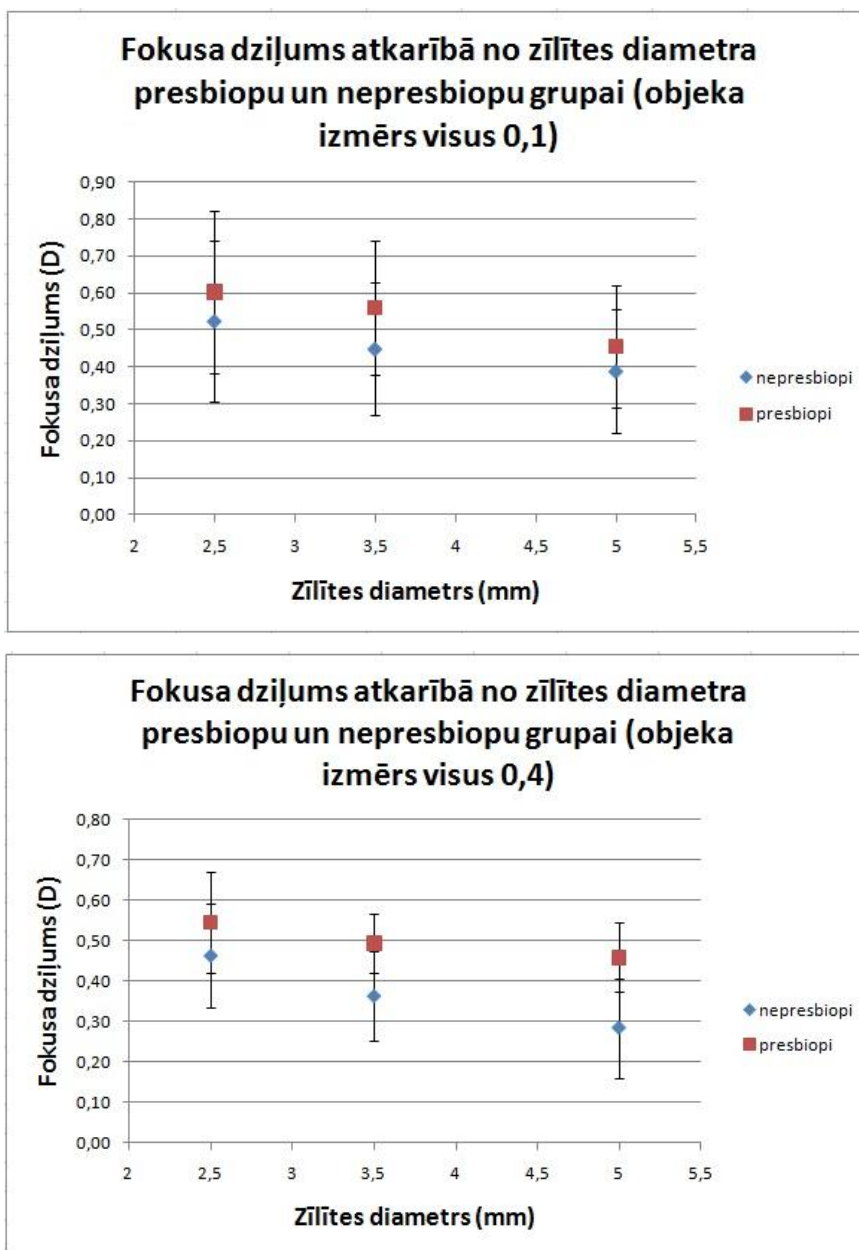 Fokusa dziļums atkarībā no zīlītes diametra
presbiopu un nepresbiopu grupai (objeka
izmērs visus 0,1)
0,90
0,80
0,70
0,60
0,50
0,40
0,30
0,20
0,10
0,00
Fokusa dziļums (D)
2 2,5 3 3,5 4 4,5 5 5,5
Zīlītes diametrs (mm)
nepresbiopi
presbiopi
Fokusa dziļums atkarībā no zīlītes diametra
presbiopu un nepresbiopu grupai (objeka
izmērs visus 0,4)
0,80
0,70
0,60
0,50
0,40
0,30
0,20
0,10
0,00
Fokusa dziļums (D)
2 2,5 3 3,5 4 4,5 5 5,5
Zīlītes diametrs (mm)
nepresbiopi
presbiopi